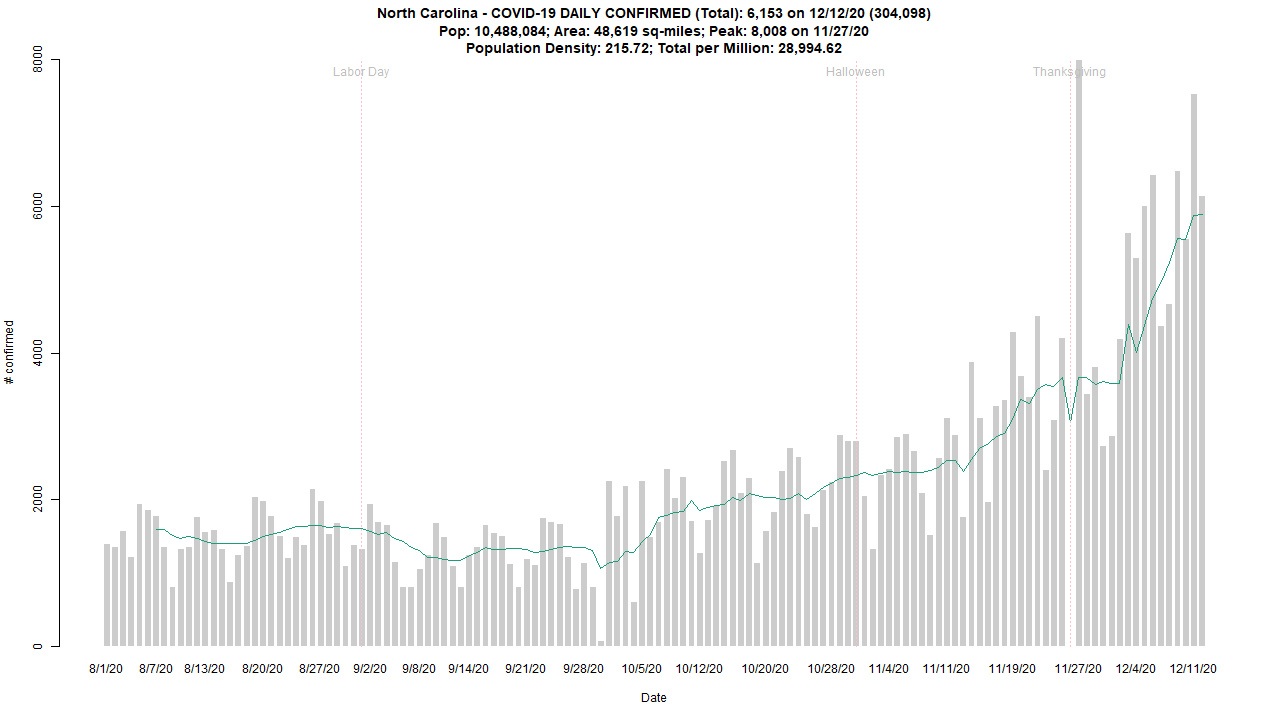 North Carolina - COVID-19 DAILY CONFIRMED (Total): 6,153 on 12/12/20 (304,098)
Pop: 10,488,084; Area: 48,619 sq-miles; Peak: 8,008 on 11/27/20
Population Density: 215.72; Total per Million: 28,994.62
Labor Day
Halloween
Thanksgiving
8000
6000
4000
2000
0
# confirmed
8/1/20 8/7/20 8/13/20 8/20/20 8/27/20 9/2/20 9/8/20 9/14/20 9/21/20 9/28/20 10/5/20 10/12/20 10/20/20 10/28/20 11/4/20 11/11/20 11/19/20 11/27/20 12/4/20 12/11/20
Date